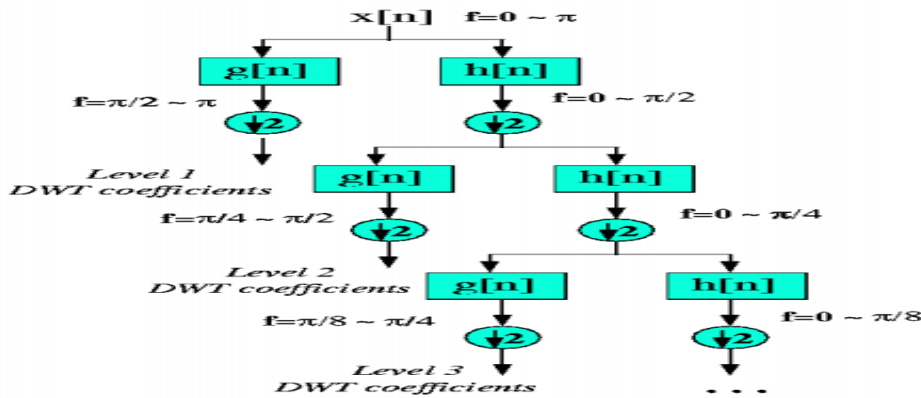 x[n] f=0 ~ π
g[n] h[n]
f=π/2 ~ π f=0 ~ π/2
2 2
Level 1
DWT coefficients
g[n] h[n]
f=π/4 ~ π/2 f=0 ~ π/4
2 2
Level 2
DWT coefficients
g[n] h[n]
f=π/8 ~ π/4 f=0 ~ π/8
2 2
Level 3
DWT coefficients
. . .